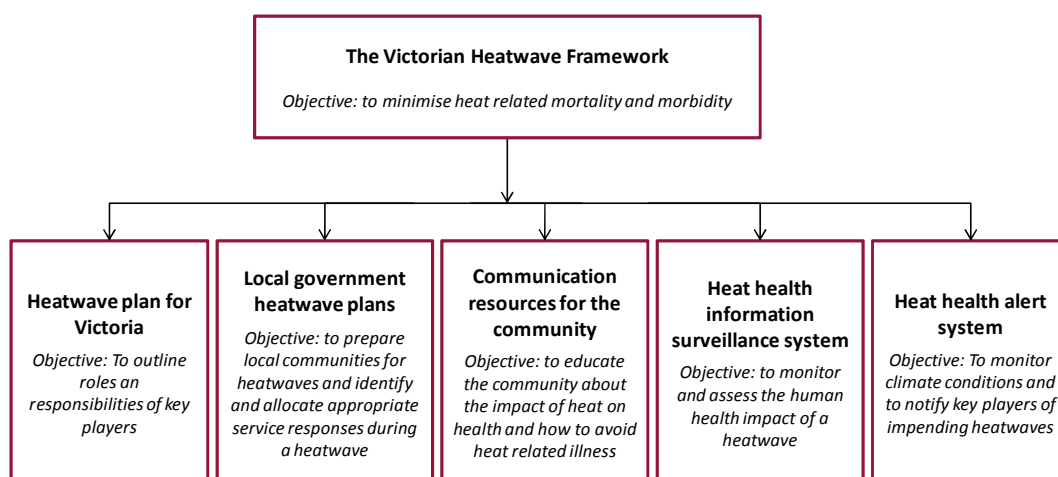 The Victorian Heatwave Framework
Objective: to minimise heat related mortality and morbidity
Heatwave plan for
Victoria
Objective: To outline
roles an
responsibilities of key
players
Local government
heatwave plans
Objective: to prepare
local communities for
heatwaves and identify
and allocate appropriate
service responses during
a heatwave
Communication
resources for the
community
Objective: to educate
the community about
the impact of heat on
health and how to avoid
heat related illness
Heat health
information
surveillance system
Objective: to monitor
and assess the human
health impact of a
heatwave
Heat health alert
system
Objective: To monitor
climate conditions and
to notify key players of
impending heatwaves